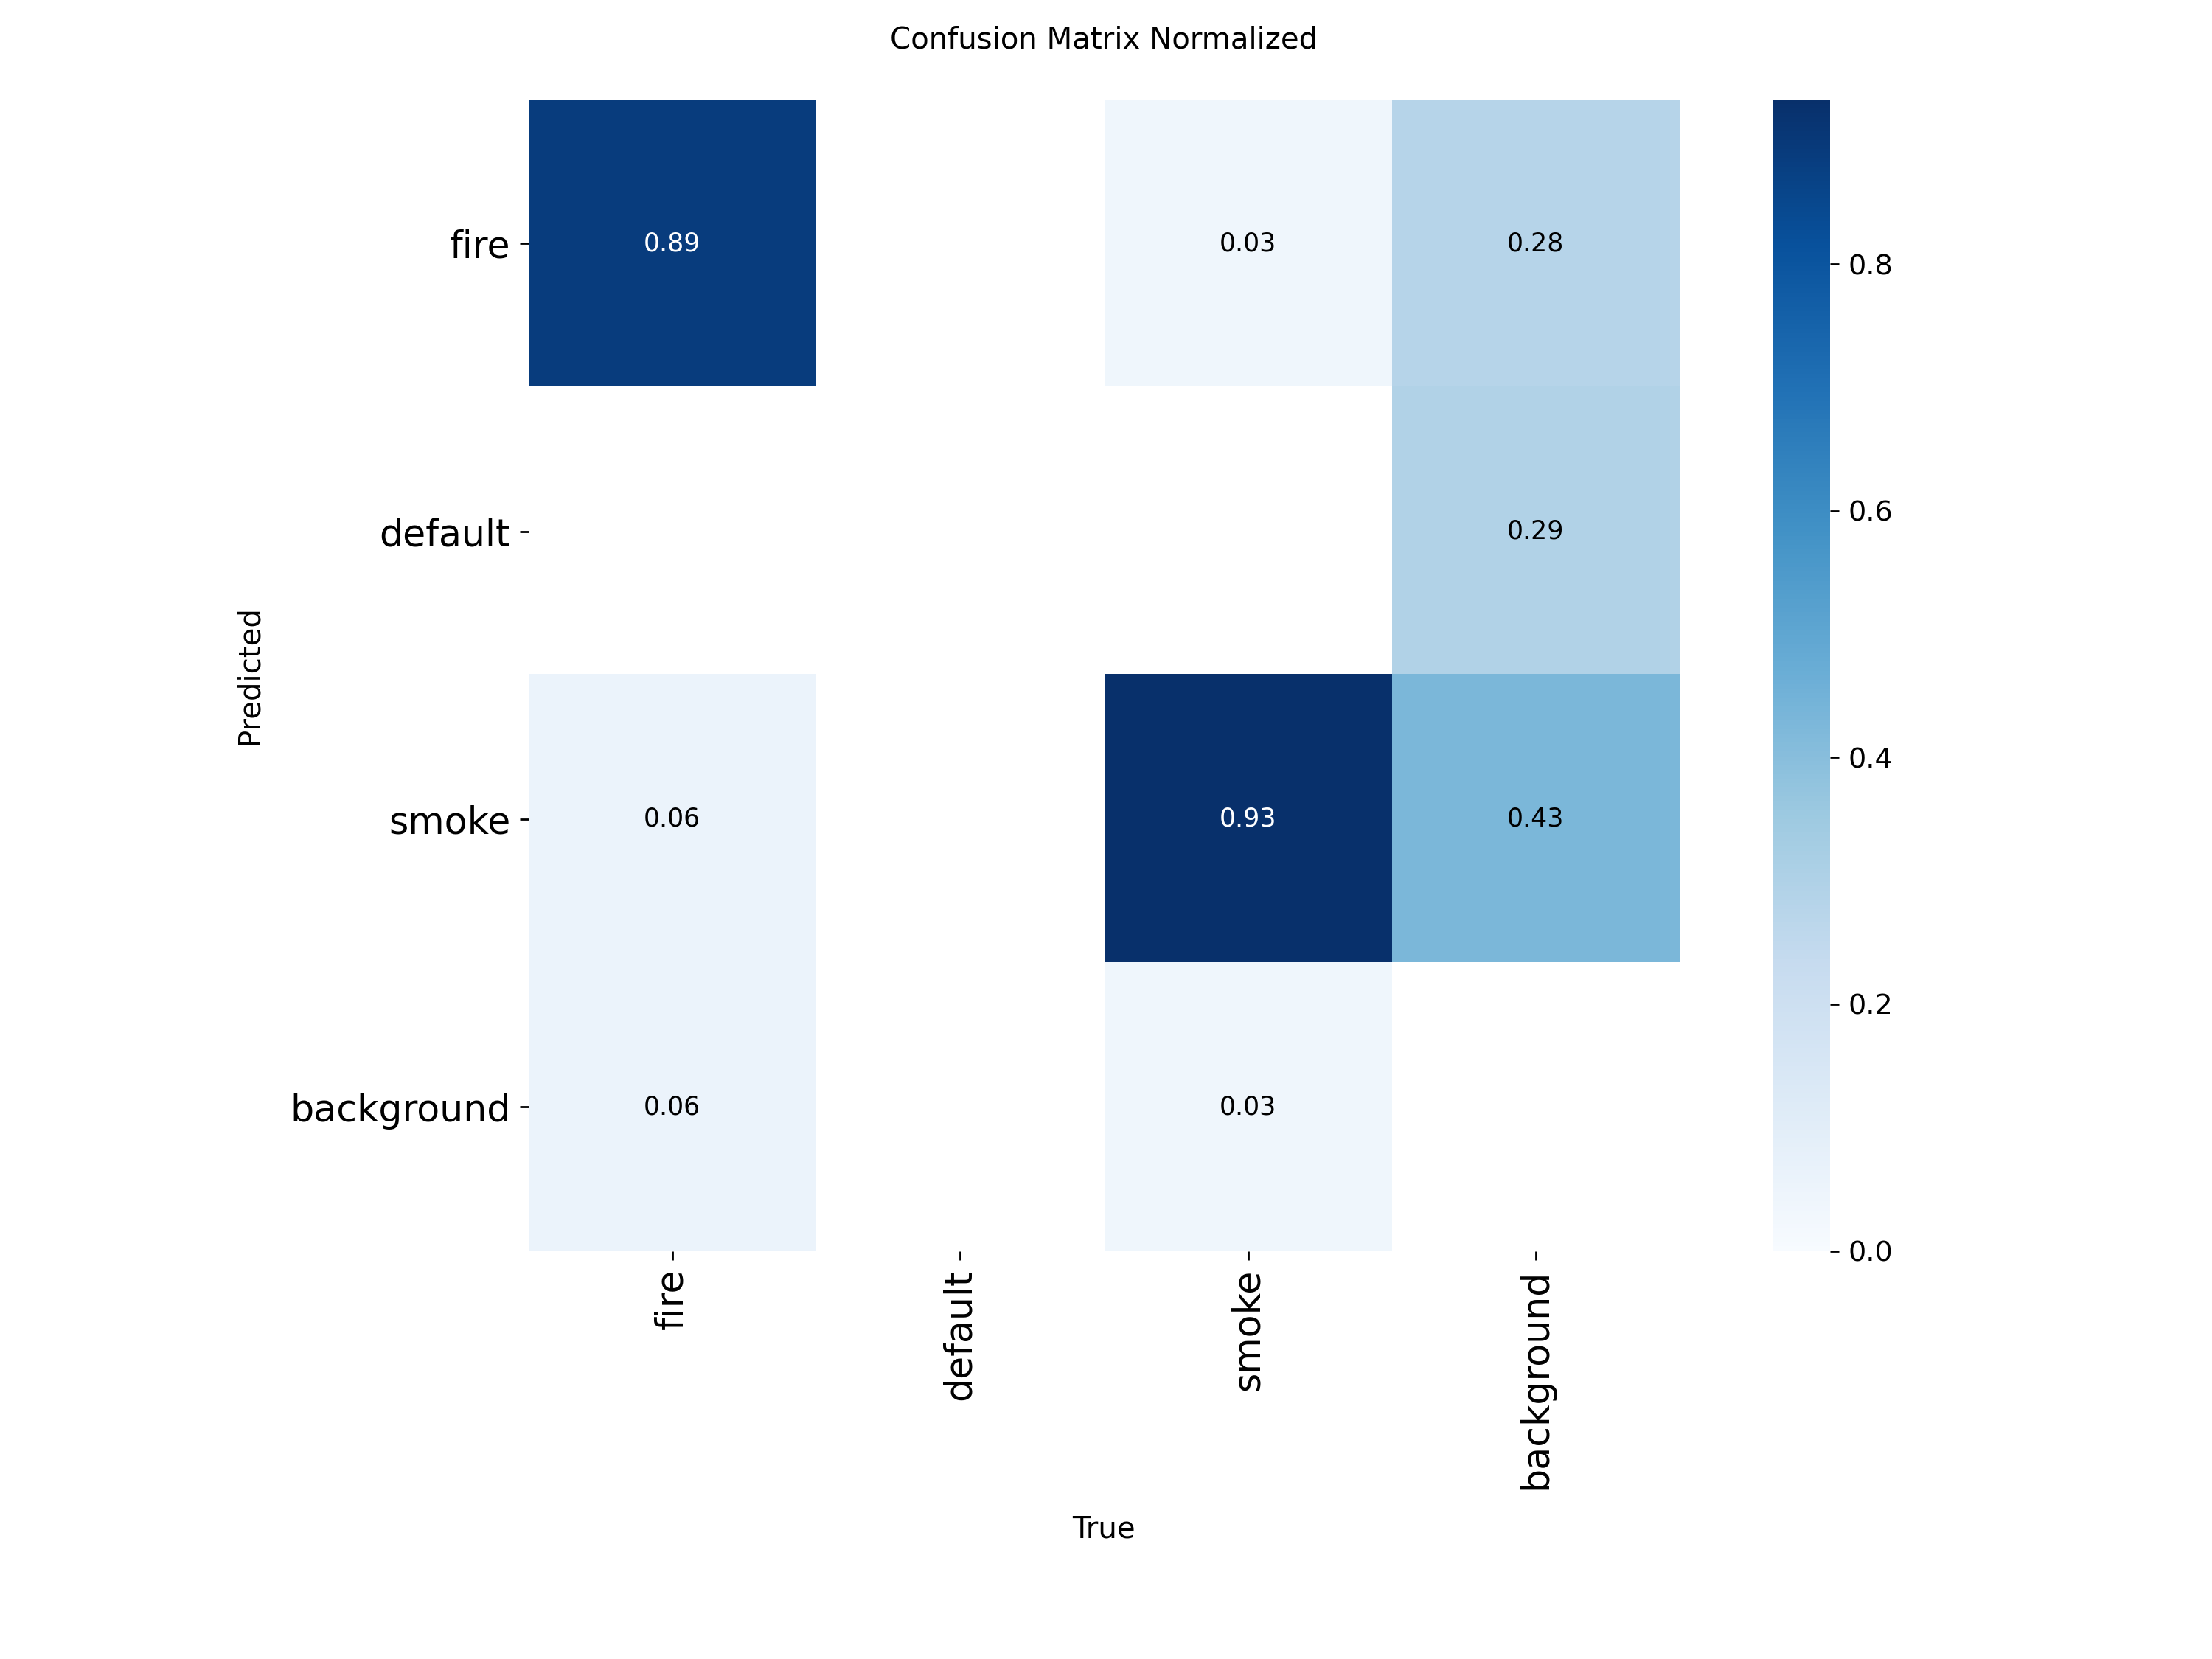 Confusion Matrix Normalized
fire
0.89
0.03
0.28
0.8
default
0.29
0.6
Predicted
smoke
0.06
0.93
0.43
0.4
background
0.06
0.03
0.2
0.0
fire
default
smoke
background
True